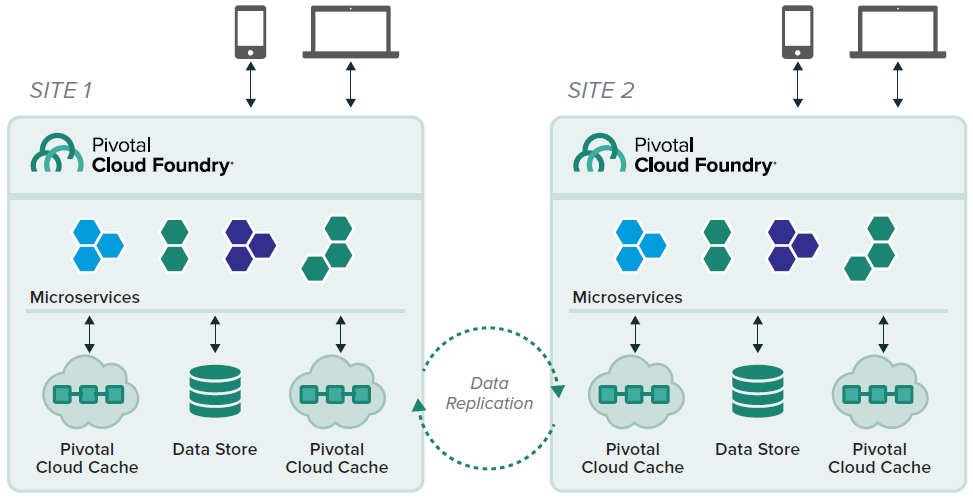 SITE 1
Pivotal
Cloud Foundry®
Microservices
Pivotal
Cloud Cache
Data Store
Pivotal
Cloud Cache
Data
Replication
SITE 2
Pivotal
Cloud Foundry®
Microservices
Pivotal
Cloud Cache
Data Store
Pivotal
Cloud Cache